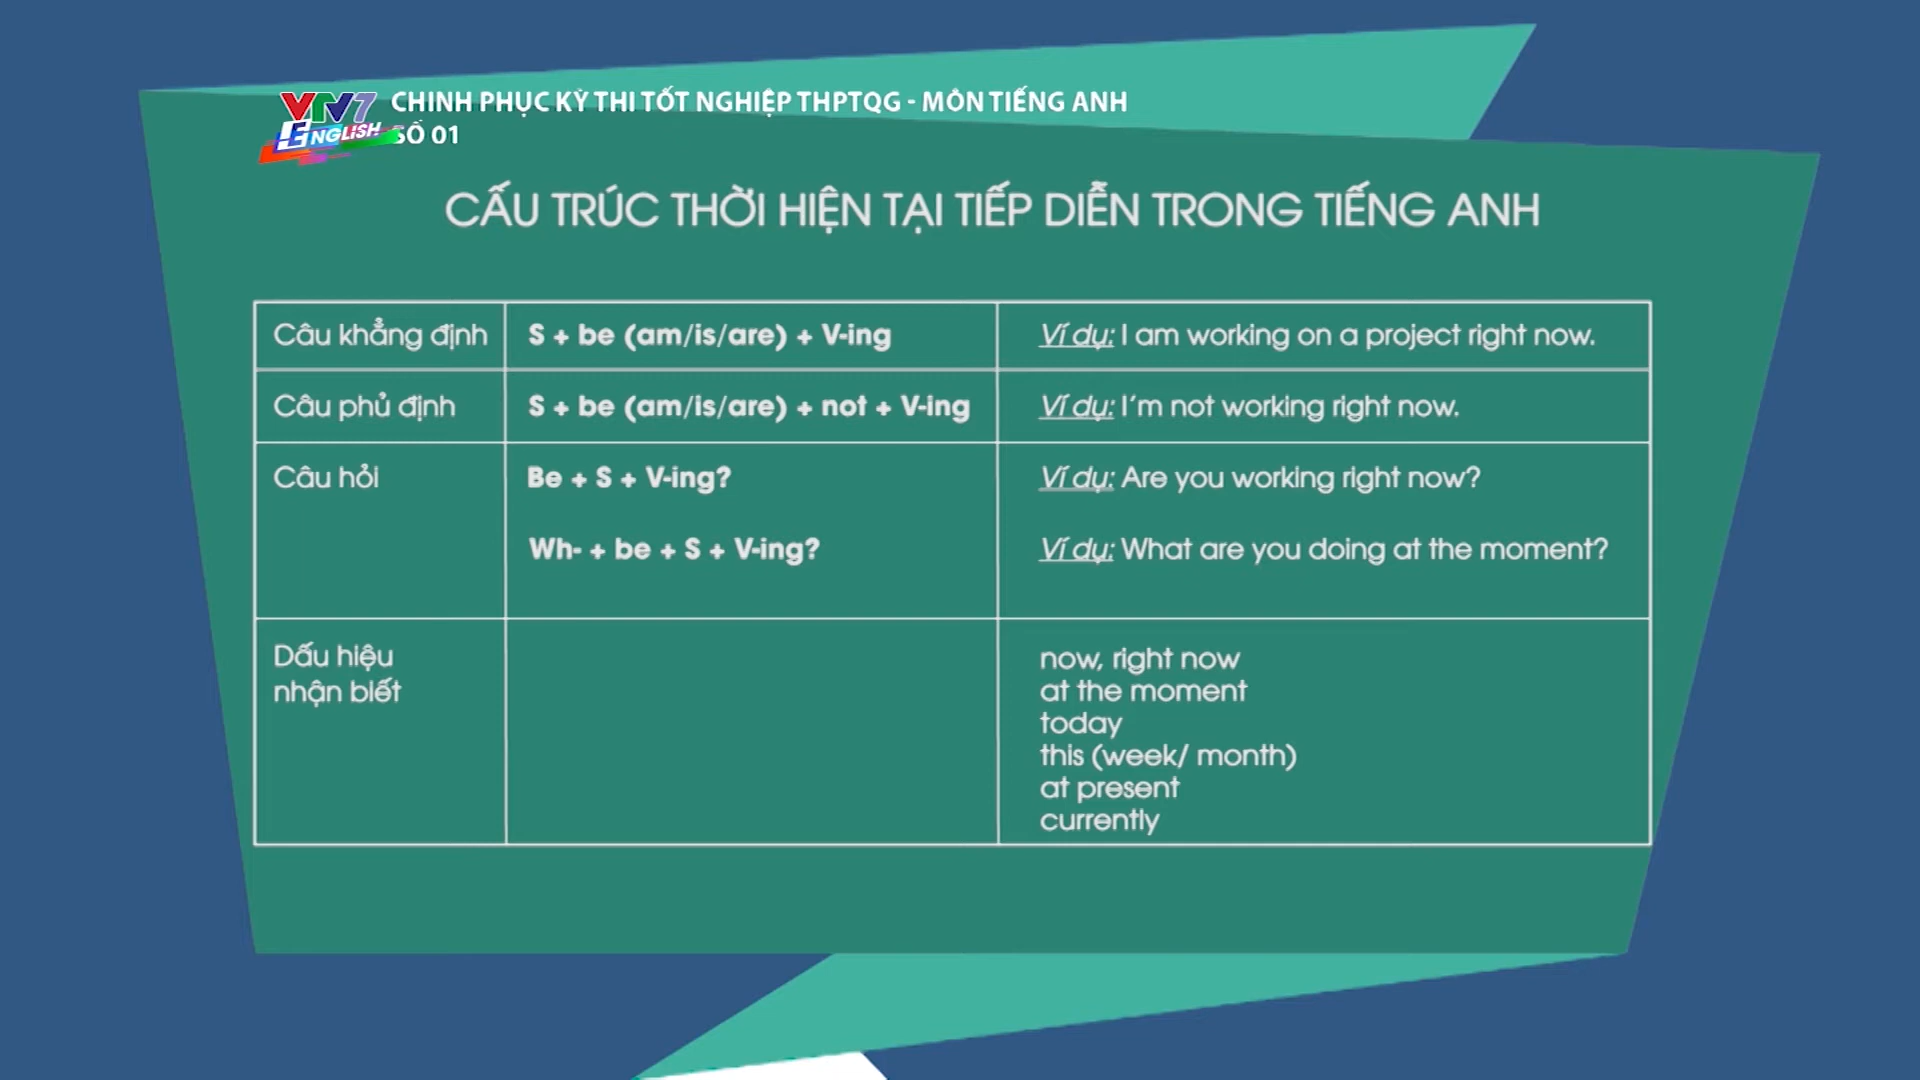 VTV7
ENGLISH
CHINH PHỤC KỲ THI TỐT NGHIỆP THPTQG - MÔN TIẾNG ANH
SỐ 01
CẤU TRÚC THỜI HIỆN TẠI TIẾP DIỄN TRONG TIẾNG ANH
Câu khẳng định S + be (am/is/are) + V-ing Ví dụ: I am working on a project right now.
Câu phủ định S + be (am/is/are) + not + V-ing Ví dụ: I'm not working right now.
Câu hỏi Be + S + V-ing? Ví dụ: Are you working right now?
Wh- + be + S + V-ing? Ví dụ: What are you doing at the moment?
Dấu hiệu
nhận biết
now, right now
at the moment
today
this (week/ month)
at present
currently